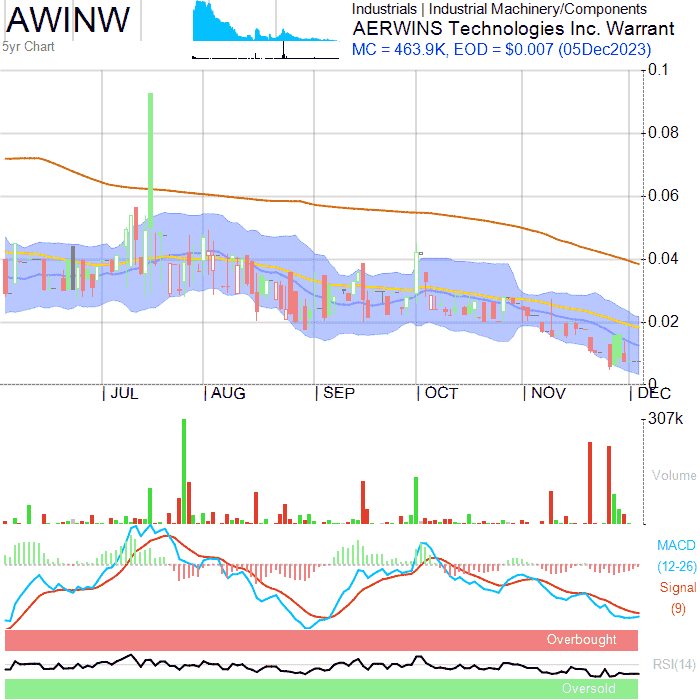 AWINW
5yr Chart
Industrials | Industrial Machinery/Components
AERWINS Technologies Inc. Warrant
MC = 463.9K, EOD = $0.007 (05Dec2023)
0.1
0.08
0.06
0.04
0.02
0
JUL AUG SEP OCT NOV DEC
307k
Volume
MACD
(12-26)
Signal
(9)
Overbought
RSI(14)
Oversold